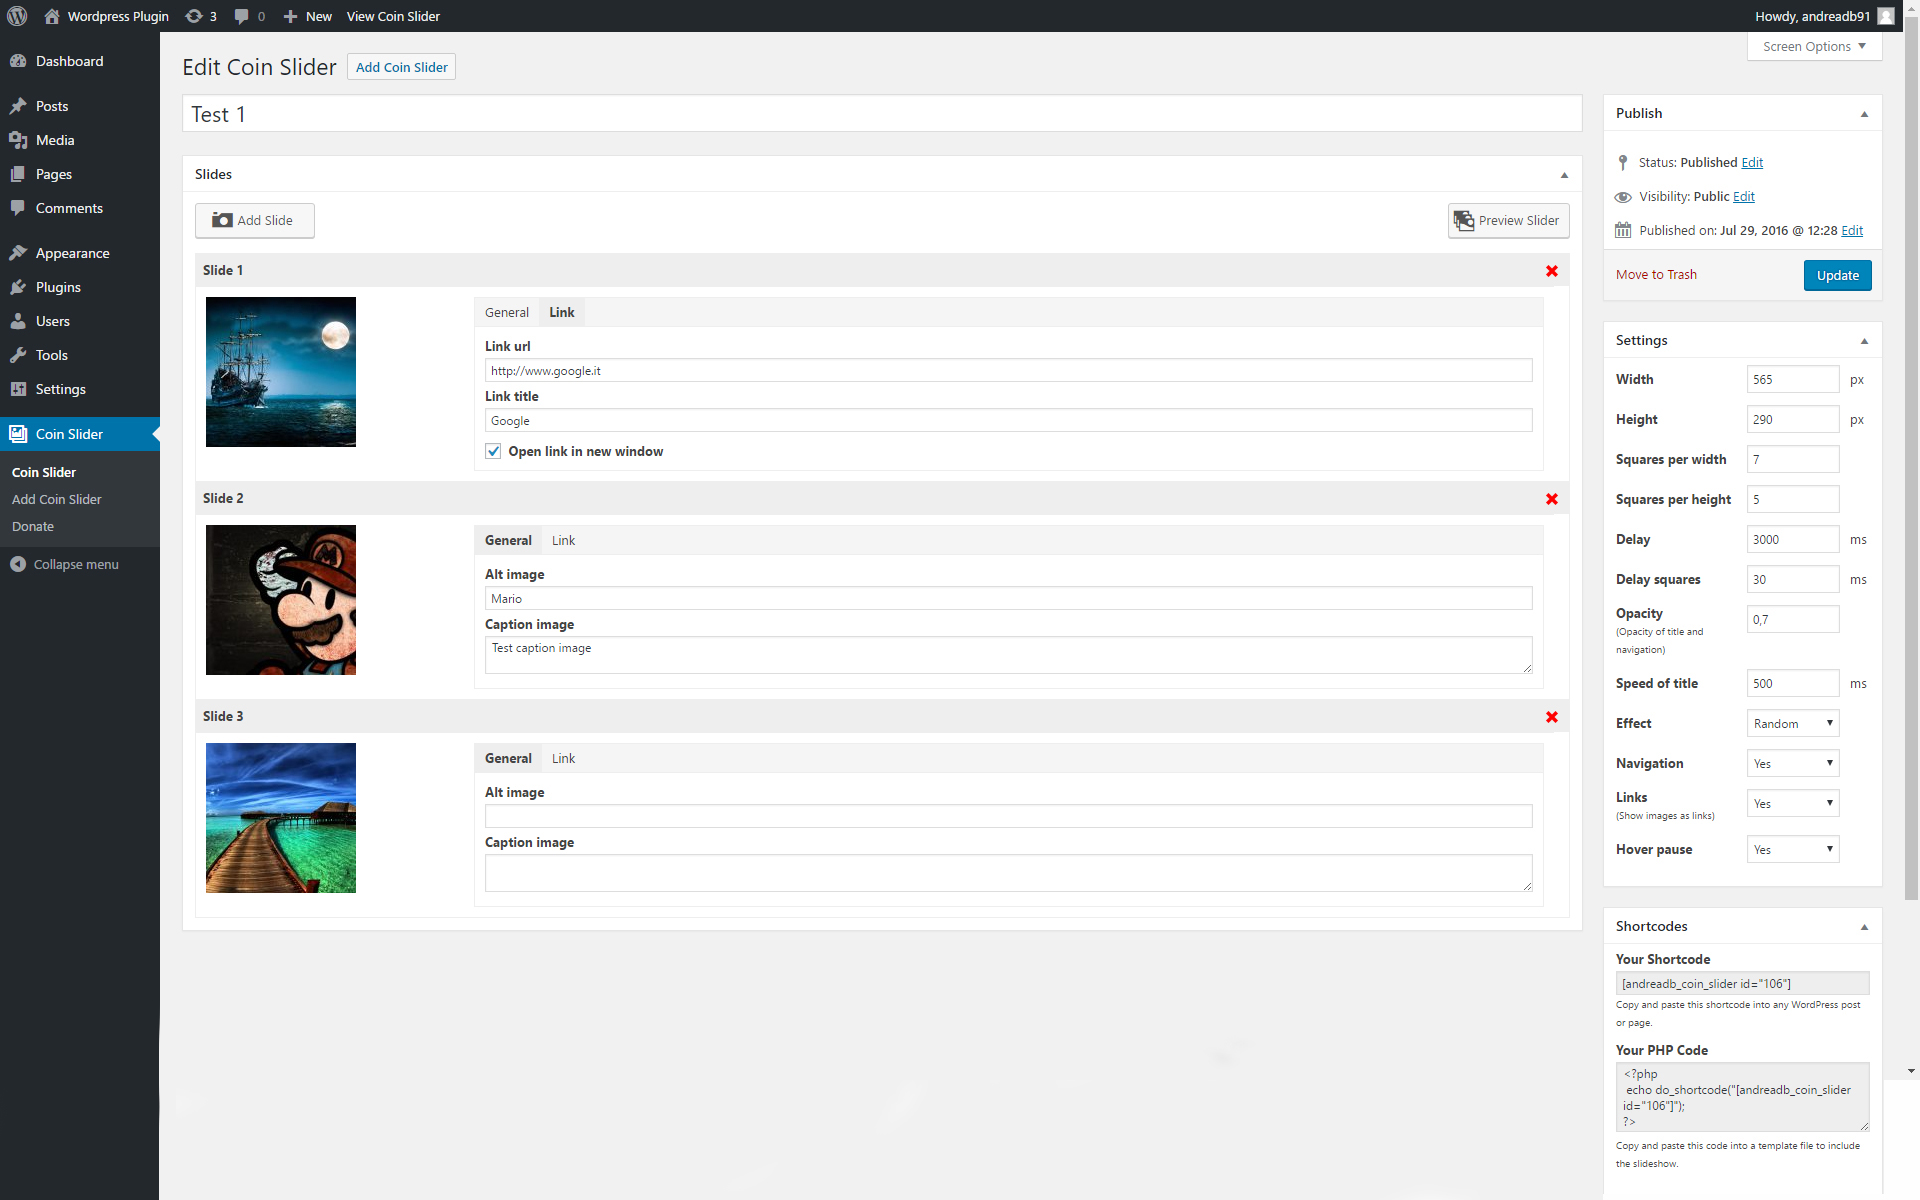 Wordpress Plugin 3 0 New View Coin Slider Howdy, andreadb91
Screen Options
Dashboard
Posts
Media
Pages
Comments
Appearance
Plugins
Users
Tools
Settings
Coin Slider
Coin Slider
Add Coin Slider
Donate
Collapse menu
Edit Coin Slider Add Coin Slider
Test 1
Slides
Add Slide Preview Slider
Slide 1
General Link
Link url
http://www.google.it
Link title
Google
Open link in new window
Slide 2
General Link
Alt image
Mario
Caption image
Test caption image
Slide 3
General Link
Alt image
Caption image
Publish
Status: Published Edit
Visibility: Public Edit
Published on: Jul 29, 2016 @ 12:28 Edit
Move to Trash Update
Settings
Width 565 px
Height 290 px
Squares per width 7
Squares per height 5
Delay 3000 ms
Delay squares 30 ms
Opacity 0,7
(Opacity of title and
navigation)
Speed of title 500 ms
Effect Random
Navigation Yes
Links Yes
(Show images as links)
Hover pause Yes
Shortcodes
Your Shortcode
[andreadb_coin_slider id="106"]
Copy and paste this shortcode into any WordPress post
or page.
Your PHP Code
<?php
echo do_shortcode("[andreadb_coin_slider
id="106"]");
?>
Copy and paste this code into a template file to include
the slideshow.